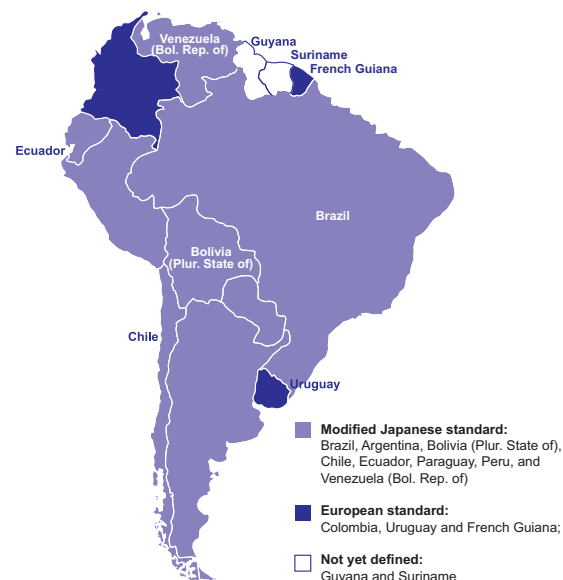 Venezuela
(Bol. Rep. of)
Guyana
Suriname
French Guiana
Ecuador
Brazil
Bolivia
(Plur. State of)
Chile
Uruguay
Modified Japanese standard:
Brazil, Argentina, Bolivia (Plur. State of),
Chile, Ecuador, Paraguay, Peru, and
Venezuela (Bol. Rep. of)
European standard:
Colombia, Uruguay and French Guiana;
Not yet defined:
Guyana and Suriname